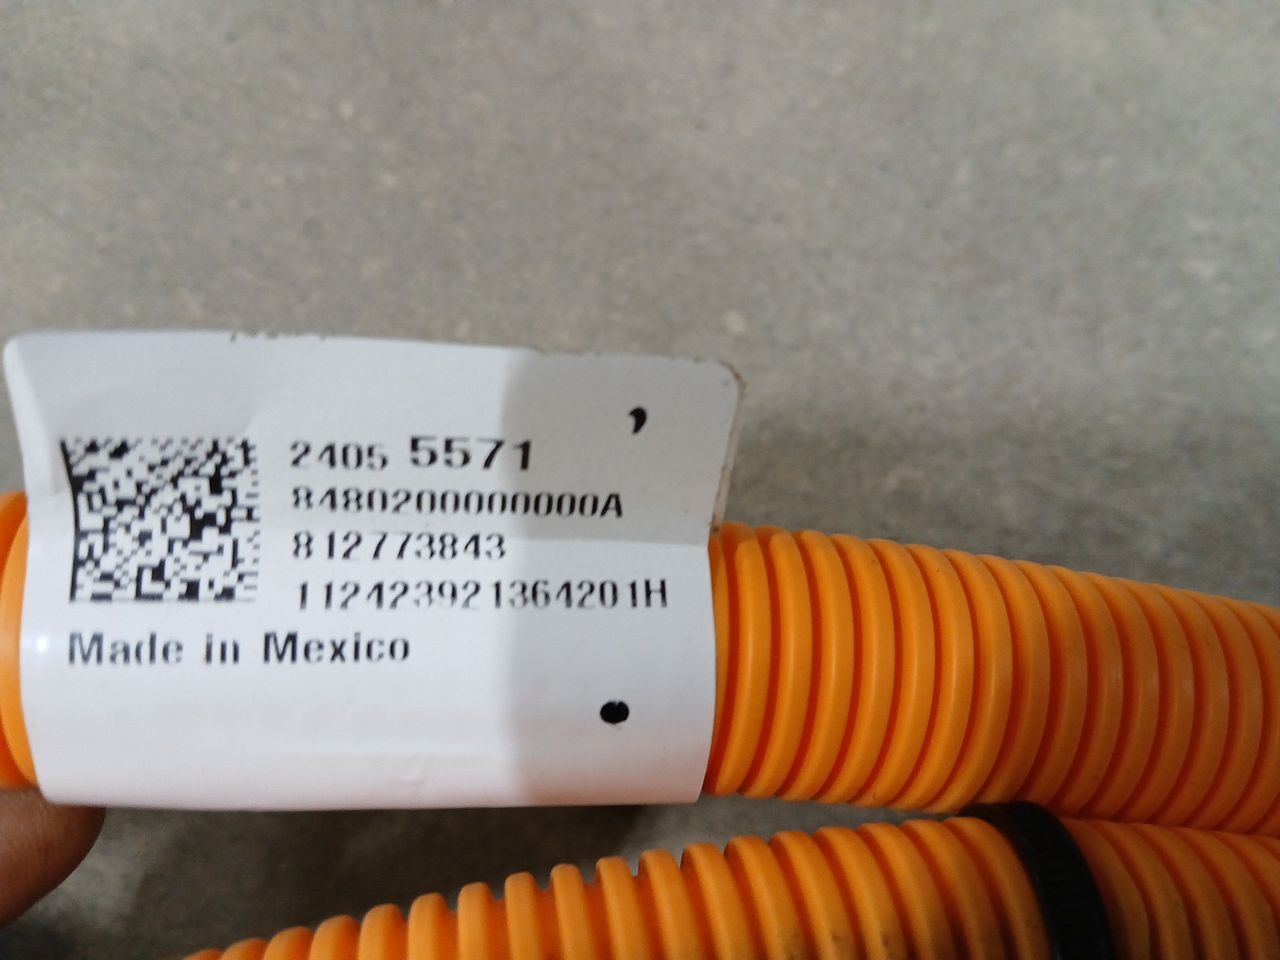 2405 5571
8480200000000A
812773843
112423921364201H
Made in Mexico